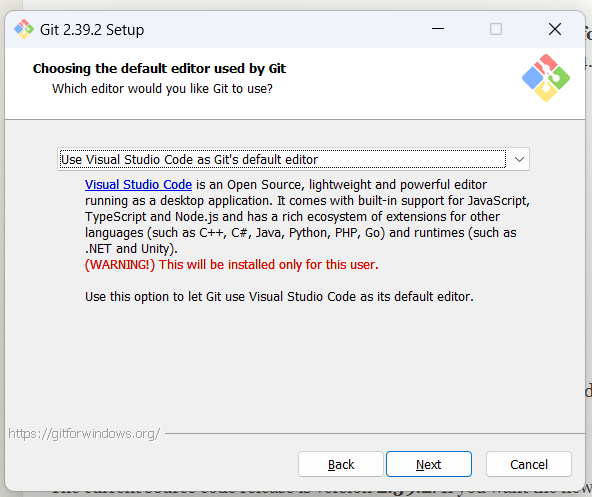 Git 2.39.2 Setup
Choosing the default editor used by Git
Which editor would you like Git to use?
Use Visual Studio Code as Git's default editor
Visual Studio Code is an Open Source, lightweight and powerful editor
running as a desktop application. It comes with built-in support for JavaScript,
TypeScript and Node.js and has a rich ecosystem of extensions for other
languages (such as C++, C#, Java, Python, PHP, Go) and runtimes (such as
.NET and Unity).
(WARNING!) This will be installed only for this user.
Use this option to let Git use Visual Studio Code as its default editor.
https://gitforwindows.org/
Back
Next
Cancel